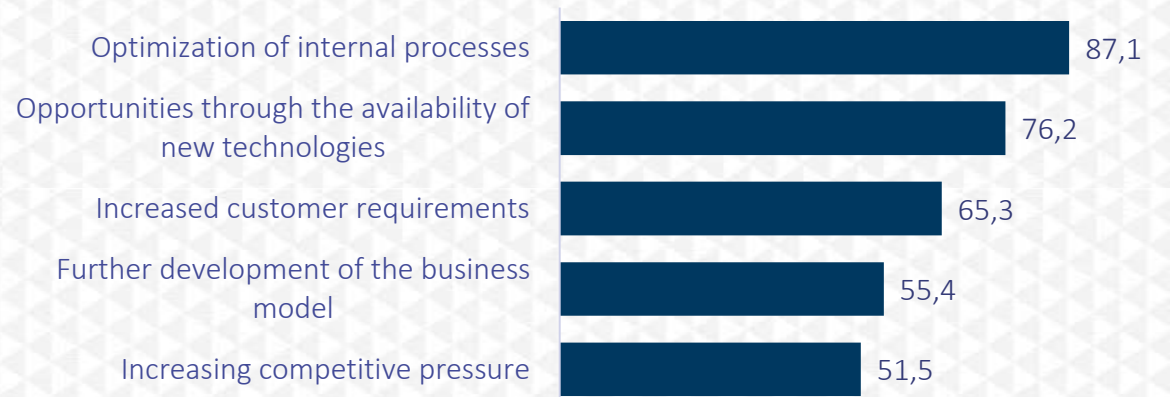 Optimization of internal processes
87,1
Opportunities through the availability of
new technologies
76,2
Increased customer requirements
65,3
Further development of the business
model
55,4
Increasing competitive pressure
51,5